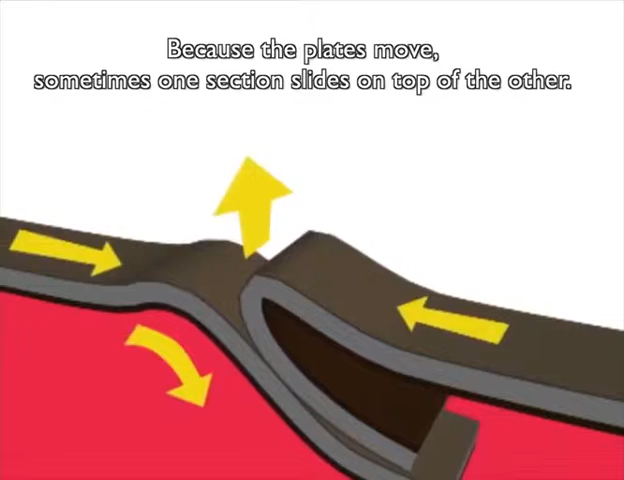 Because the plates move,
sometimes one section slides on top of the other.